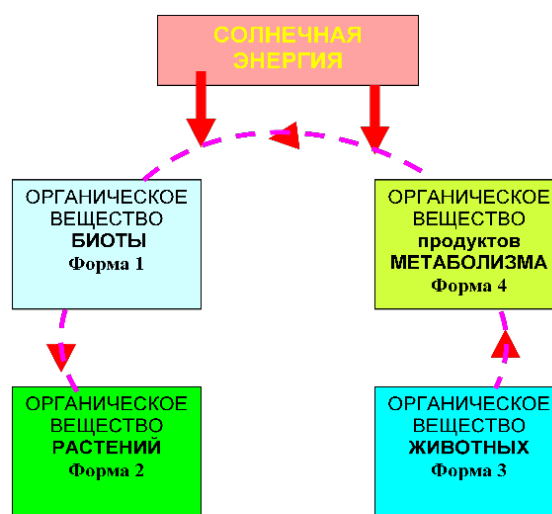 СОЛНЕЧНАЯ
ЭНЕРГИЯ
ОРГАНИЧЕСКОЕ
ВЕЩЕСТВО
БИОТЫ
Форма 1
ОРГАНИЧЕСКОЕ
ВЕЩЕСТВО
продуктов
МЕТАБОЛИЗМА
Форма 4
ОРГАНИЧЕСКОЕ
ВЕЩЕСТВО
РАСТЕНИЙ
Форма 2
ОРГАНИЧЕСКОЕ
ВЕЩЕСТВО
ЖИВОТНЫХ
Форма 3